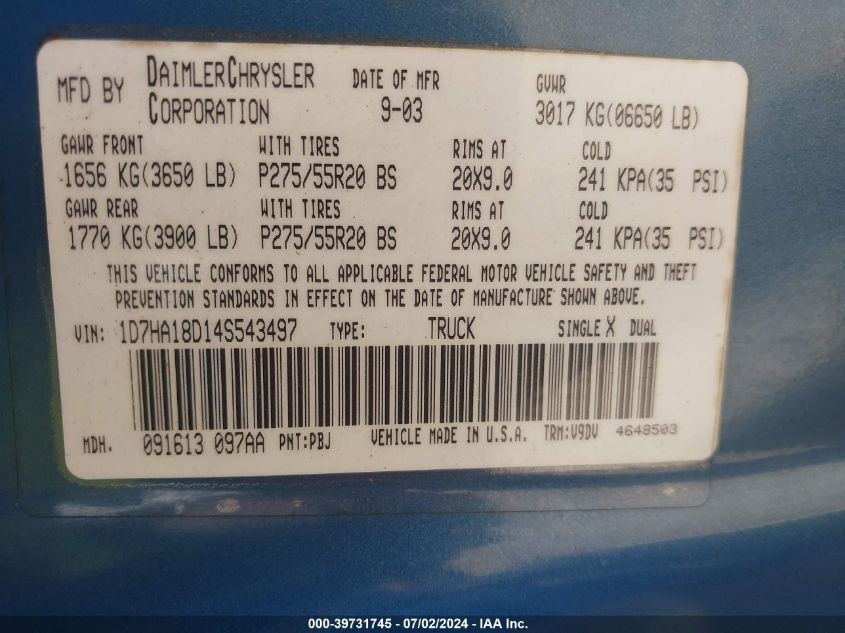 MFD BY DAIMLERCHRYSLER CORPORATION DATE OF MFR 9-03 GVWR 3017 KG(06650 LB)
GAWR FRONT WITH TIRES RIMS AT COLD
1656 KG(3650 LB) P275/55R20 BS 20X9.0 241 KPA(35 PSI)
GAWR REAR WITH TIRES RIMS AT COLD
1770 KG(3900 LB) P275/55R20 BS 20X9.0 241 KPA(35 PSI)
THIS VEHICLE CONFORMS TO ALL APPLICABLE FEDERAL MOTOR VEHICLE SAFETY AND THEFT
PREVENTION STANDARDS IN EFFECT ON THE DATE OF MANUFACTURE SHOWN ABOVE.
VIN: 1D7HA18D14S543497 TYPE: TRUCK SINGLE X DUAL
MDH. 091613 097AA PNT:PBJ VEHICLE MADE IN U.S.A. TRM:V9DV 4648503
000-39731745 - 07/02/2024 - IAA Inc.